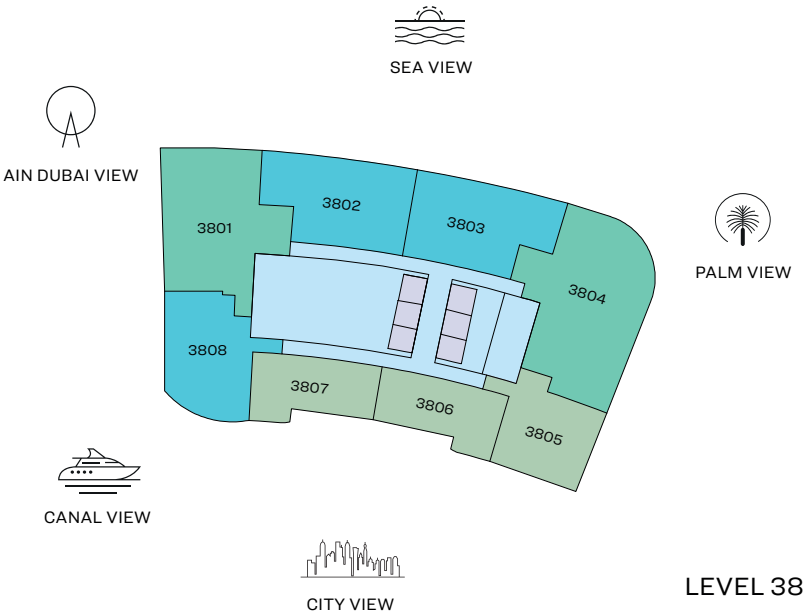 SEA VIEW
AIN DUBAI VIEW
3801
3802
3803
PALM VIEW
3804
3808
3807
3806
3805
CANAL VIEW
CITY VIEW
LEVEL 38